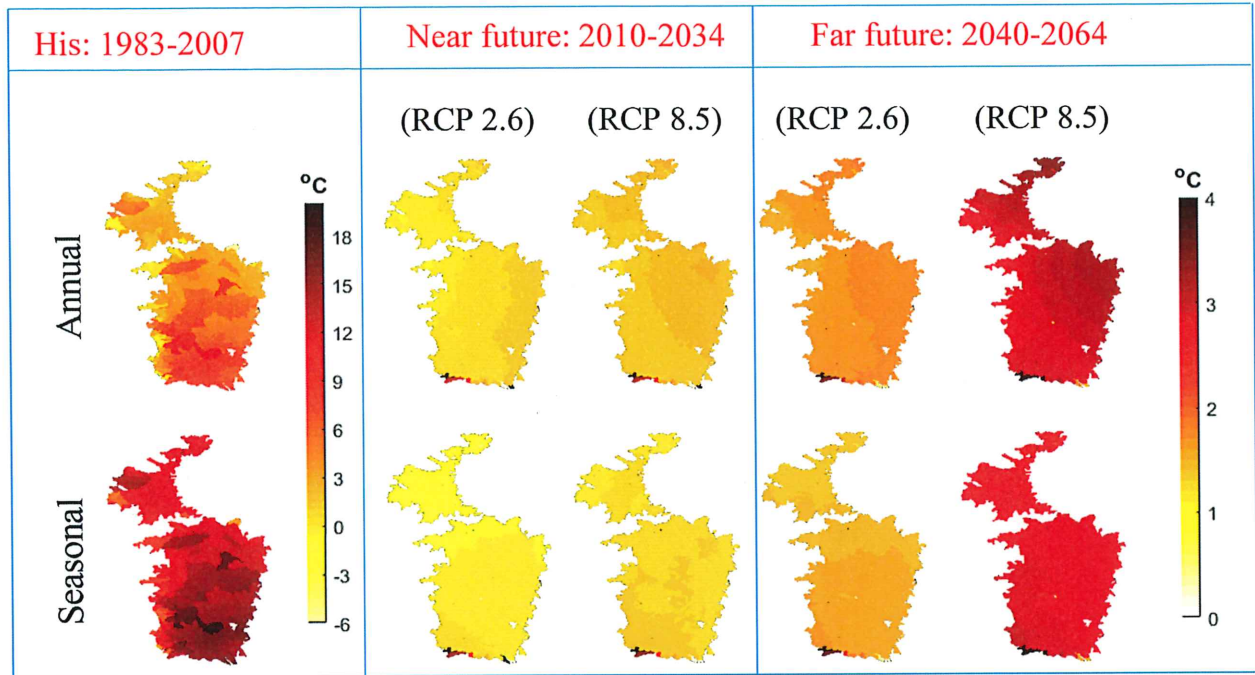 His: 1983-2007
Near future: 2010-2034
Far future: 2040-2064
(RCP 2.6)
(RCP 8.5)
(RCP 2.6)
(RCP 8.5)
Annual
Seasonal
°C
18
15
12
9
6
3
0
-3
-6
°C
4
3
2
1
0